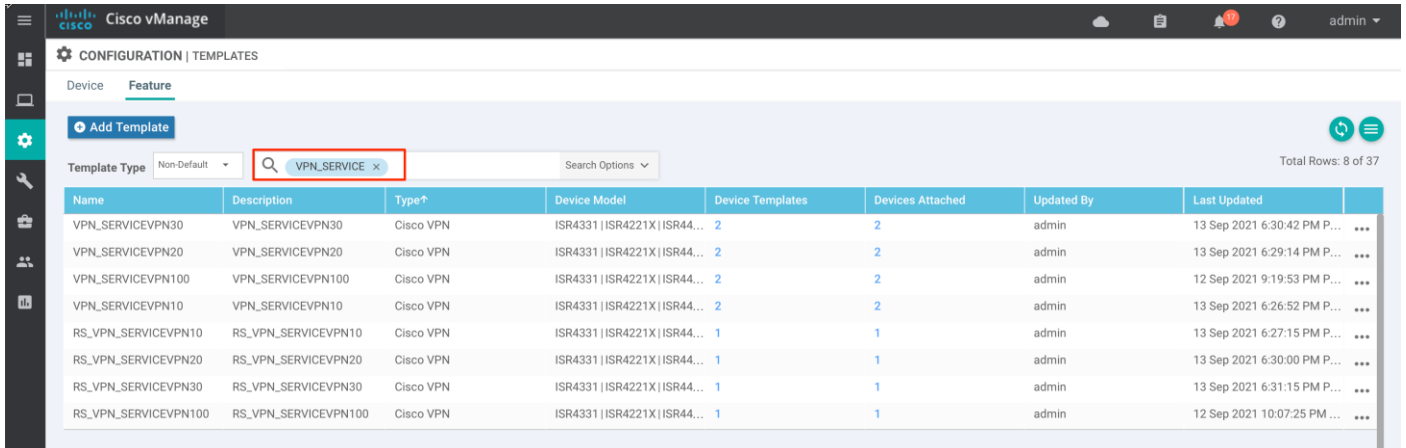 cisco Cisco vManage 17 admin
CONFIGURATION | TEMPLATES
Device Feature
Add Template
Template Type Non-Default VPN_SERVICE × Search Options Total Rows: 8 of 37
Name Description Type↑ Device Model Device Templates Devices Attached Updated By Last Updated
VPN_SERVICEVPN30 VPN_SERVICEVPN30 Cisco VPN ISR4331|ISR4221X|ISR44... 2 2 admin 13 Sep 2021 6:30:42 PM P... •••
VPN_SERVICEVPN20 VPN_SERVICEVPN20 Cisco VPN ISR4331|ISR4221X|ISR44... 2 2 admin 13 Sep 2021 6:29:14 PM P... •••
VPN_SERVICEVPN100 VPN_SERVICEVPN100 Cisco VPN ISR4331|ISR4221X|ISR44... 2 2 admin 12 Sep 2021 9:19:53 PM P... •••
VPN_SERVICEVPN10 VPN_SERVICEVPN10 Cisco VPN ISR4331|ISR4221X|ISR44... 2 2 admin 13 Sep 2021 6:26:52 PM P... •••
RS_VPN_SERVICEVPN10 RS_VPN_SERVICEVPN10 Cisco VPN ISR4331|ISR4221X|ISR44... 1 1 admin 13 Sep 2021 6:27:15 PM P... •••
RS_VPN_SERVICEVPN20 RS_VPN_SERVICEVPN20 Cisco VPN ISR4331|ISR4221X|ISR44... 1 1 admin 13 Sep 2021 6:30:00 PM P... •••
RS_VPN_SERVICEVPN30 RS_VPN_SERVICEVPN30 Cisco VPN ISR4331|ISR4221X|ISR44... 1 1 admin 13 Sep 2021 6:31:15 PM P... •••
RS_VPN_SERVICEVPN100 RS_VPN_SERVICEVPN100 Cisco VPN ISR4331|ISR4221X|ISR44... 1 1 admin 12 Sep 2021 10:07:25 PM ... •••